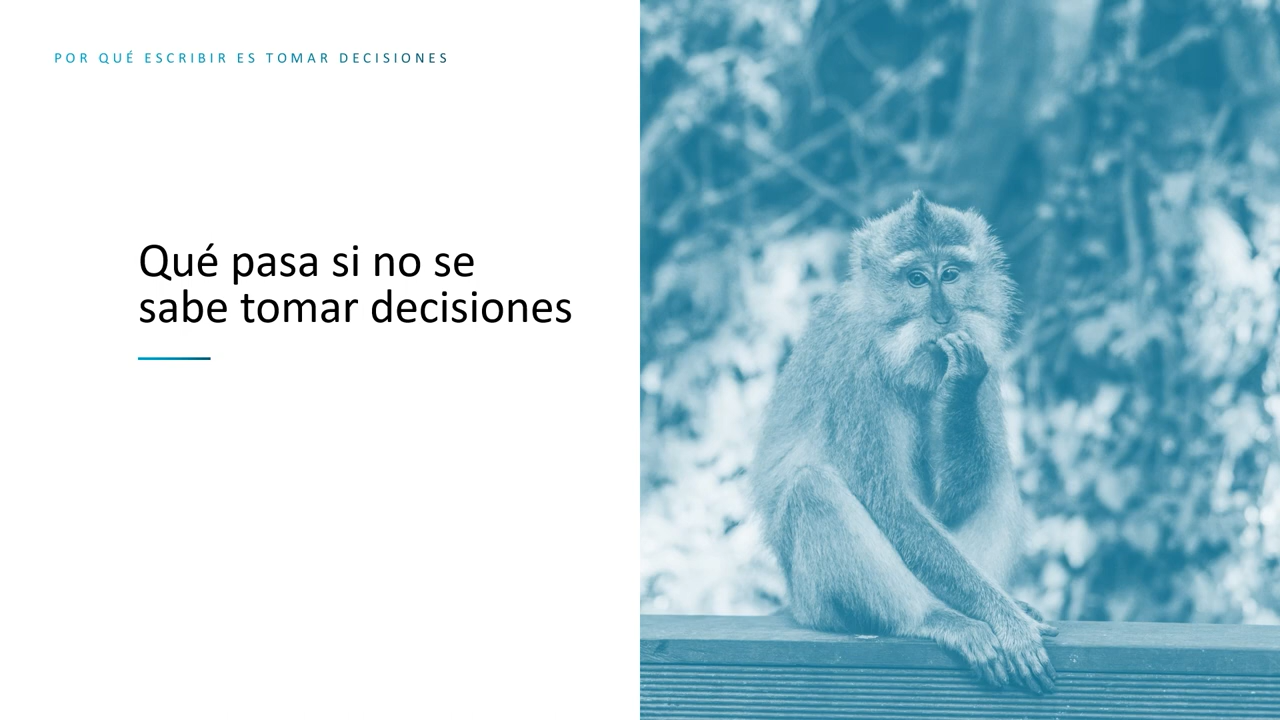 POR QUÉ ESCRIBIR ES TOMAR DECISIONES
Qué pasa si no se
sabe tomar decisiones